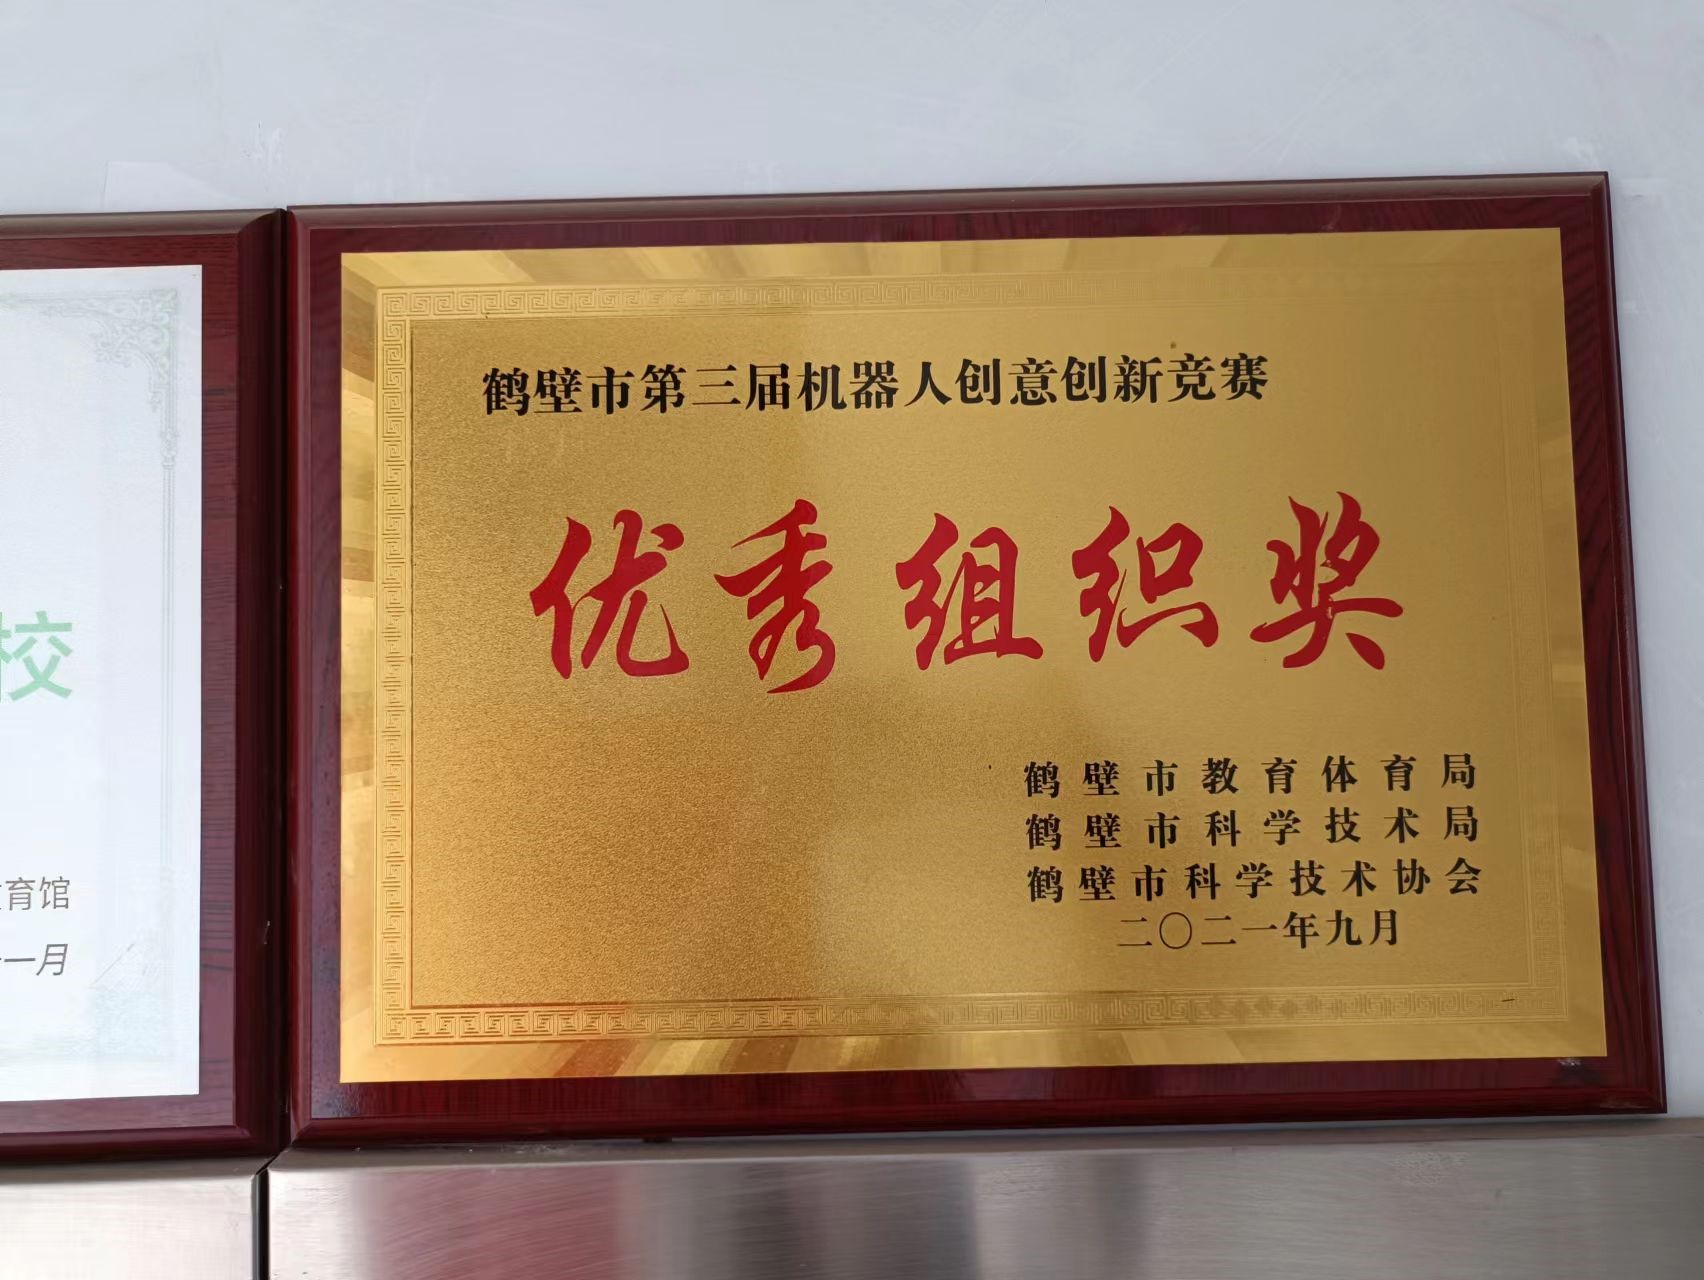 鹤壁市第三届机器人创意创新竞赛
优秀组织奖
鹤壁市教育体育局
鹤壁市科学技术局
鹤壁市科学技术协会
二〇二一年九月
校
育馆
一月